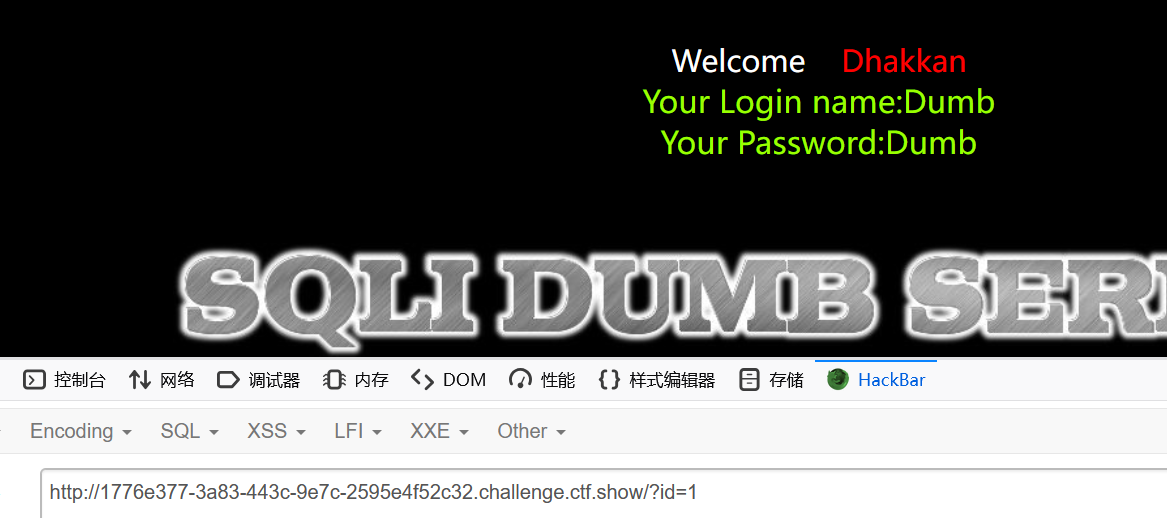 Welcome Dhakkan
Your Login name:Dumb
Your Password:Dumb
SQLI DUMB SERI
控制台 网络 调试器 内存 DOM 性能 样式编辑器 存储 HackBar
Encoding SQL XSS LFI XXE Other
http://1776e377-3a83-443c-9e7c-2595e4f52c32.challenge.ctf.show/?id=1